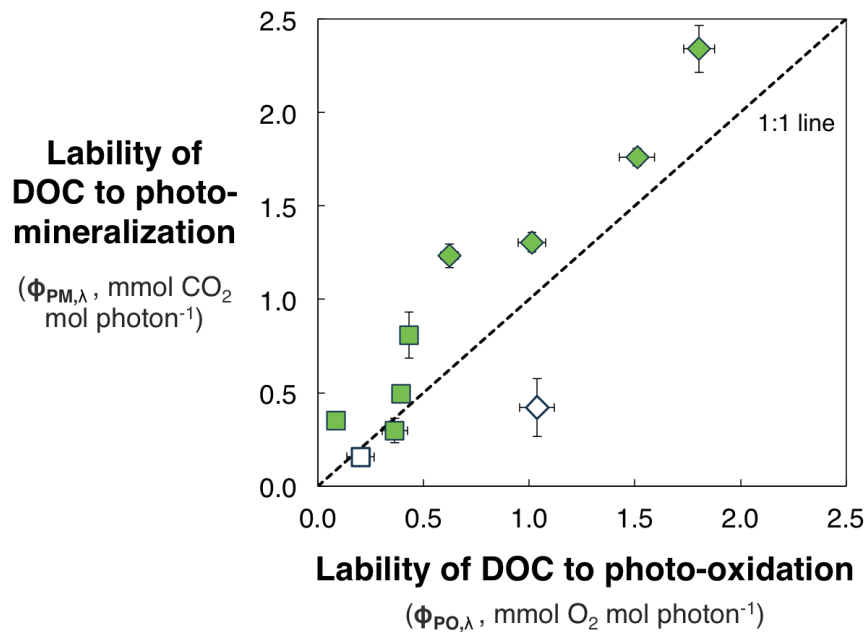 Lability of
DOC to photo-
mineralization
(ɸPM,λ , mmol CO2
mol photon-1)
2.5
2.0
1.5
1.0
0.5
0.0
1:1 line
0.0 0.5 1.0 1.5 2.0 2.5
Lability of DOC to photo-oxidation
(ɸPO,λ , mmol O2 mol photon-1)